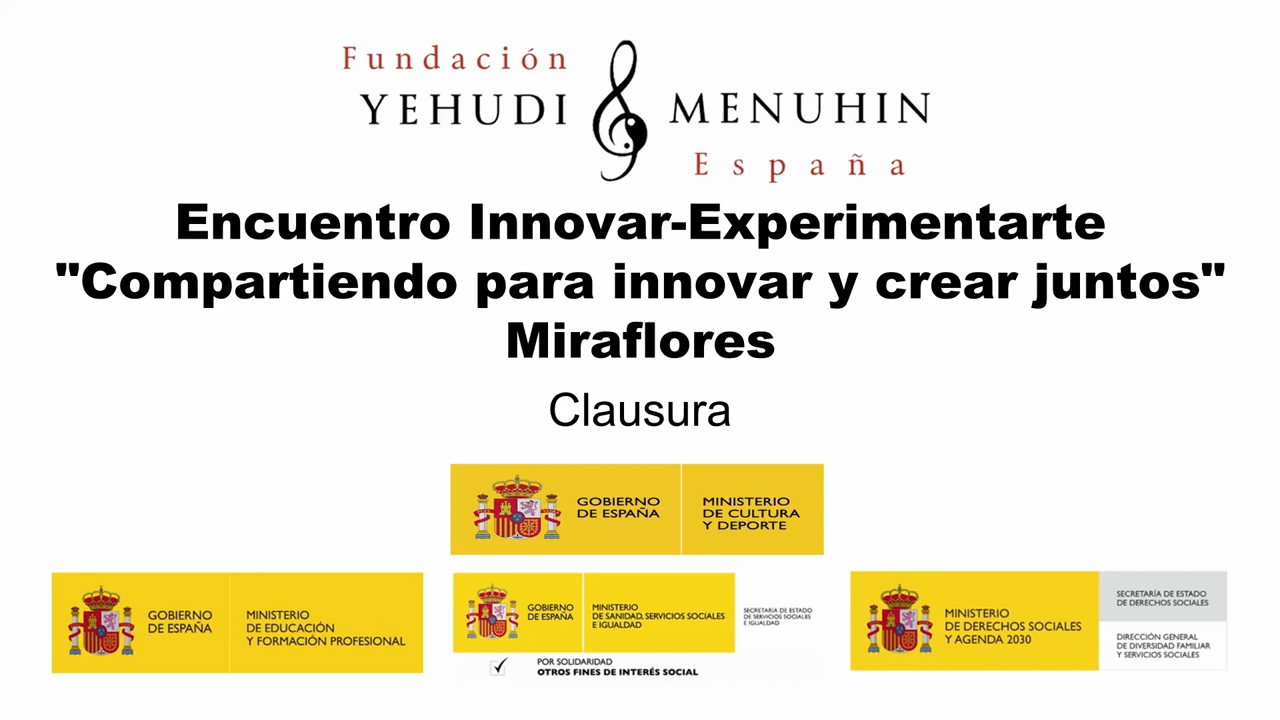 Fundación
YEHUDI MENUHIN
España
Encuentro Innovar-Experimentarte
"Compartiendo para innovar y crear juntos"
Miraflores
Clausura
GOBIERNO
DE ESPAÑA
MINISTERIO
DE CULTURA
Y DEPORTE
GOBIERNO
DE ESPAÑA
MINISTERIO
DE EDUCACIÓN
Y FORMACIÓN PROFESIONAL
GOBIERNO
DE ESPAÑA
MINISTERIO
DE SANIDAD, SERVICIOS SOCIALES
E IGUALDAD
SECRETARÍA DE ESTADO
DE SERVICIOS SOCIALES
E IGUALDAD
POR SOLIDARIDAD
OTROS FINES DE INTERÉS SOCIAL
MINISTERIO
DE DERECHOS SOCIALES
Y AGENDA 2030
SECRETARÍA DE ESTADO
DE DERECHOS SOCIALES
DIRECCIÓN GENERAL
DE DIVERSIDAD FAMILIAR
Y SERVICIOS SOCIALES